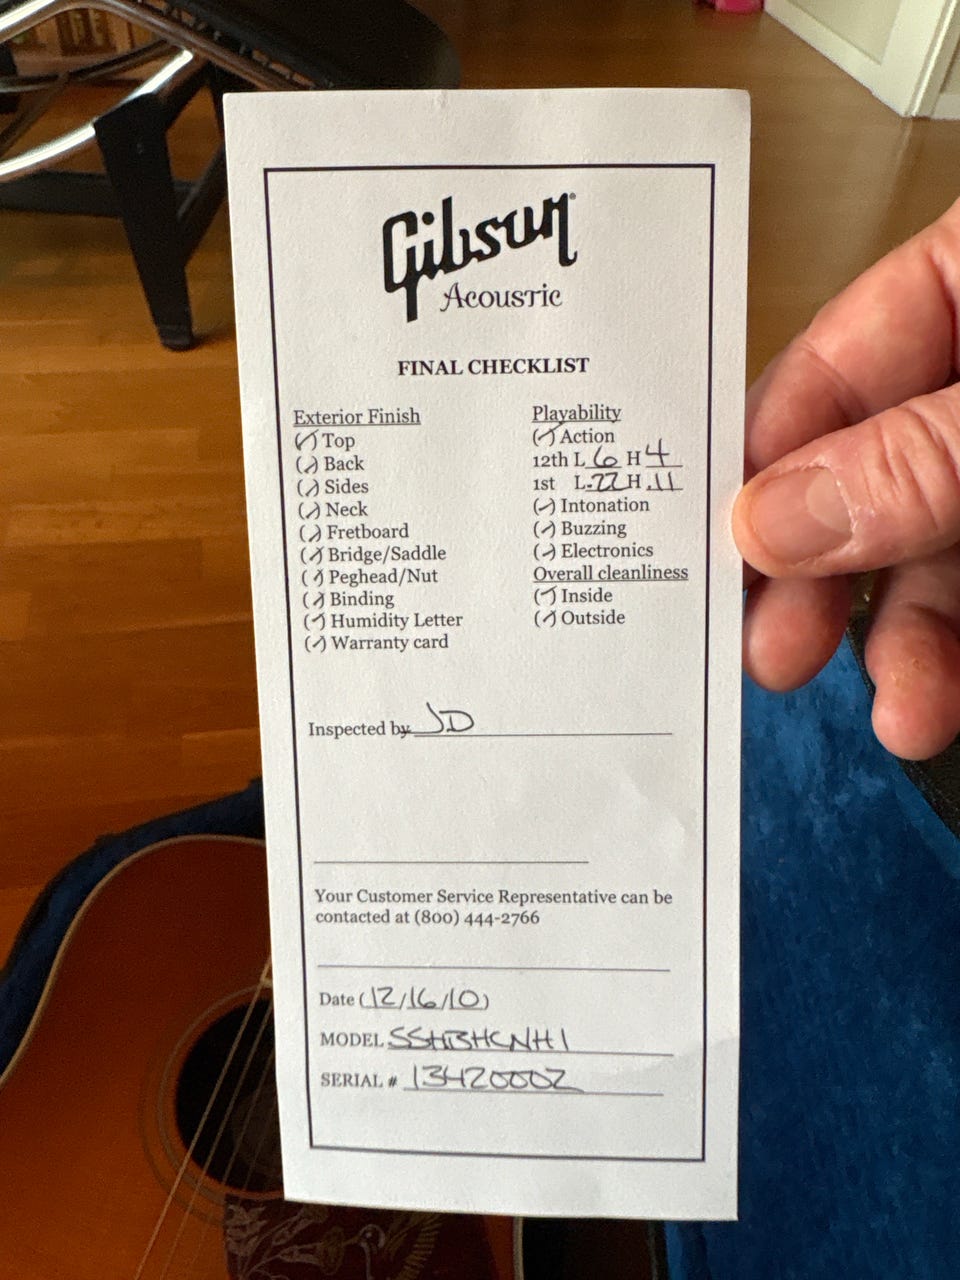 Gibson®
Acoustic
FINAL CHECKLIST
Exterior Finish
(✓) Top
(✓) Back
(✓) Sides
(✓) Neck
(✓) Fretboard
(✓) Bridge/Saddle
(✓) Peghead/Nut
(✓) Binding
(✓) Humidity Letter
(✓) Warranty card
Playability
(✓) Action
12th L 6 H 4
1st L .22 H .11
(✓) Intonation
(✓) Buzzing
(✓) Electronics
Overall cleanliness
(✓) Inside
(✓) Outside
Inspected by JD
Your Customer Service Representative can be
contacted at (800) 444-2766
Date (12/16/10)
MODEL SSHBHCNH1
SERIAL # 13420002